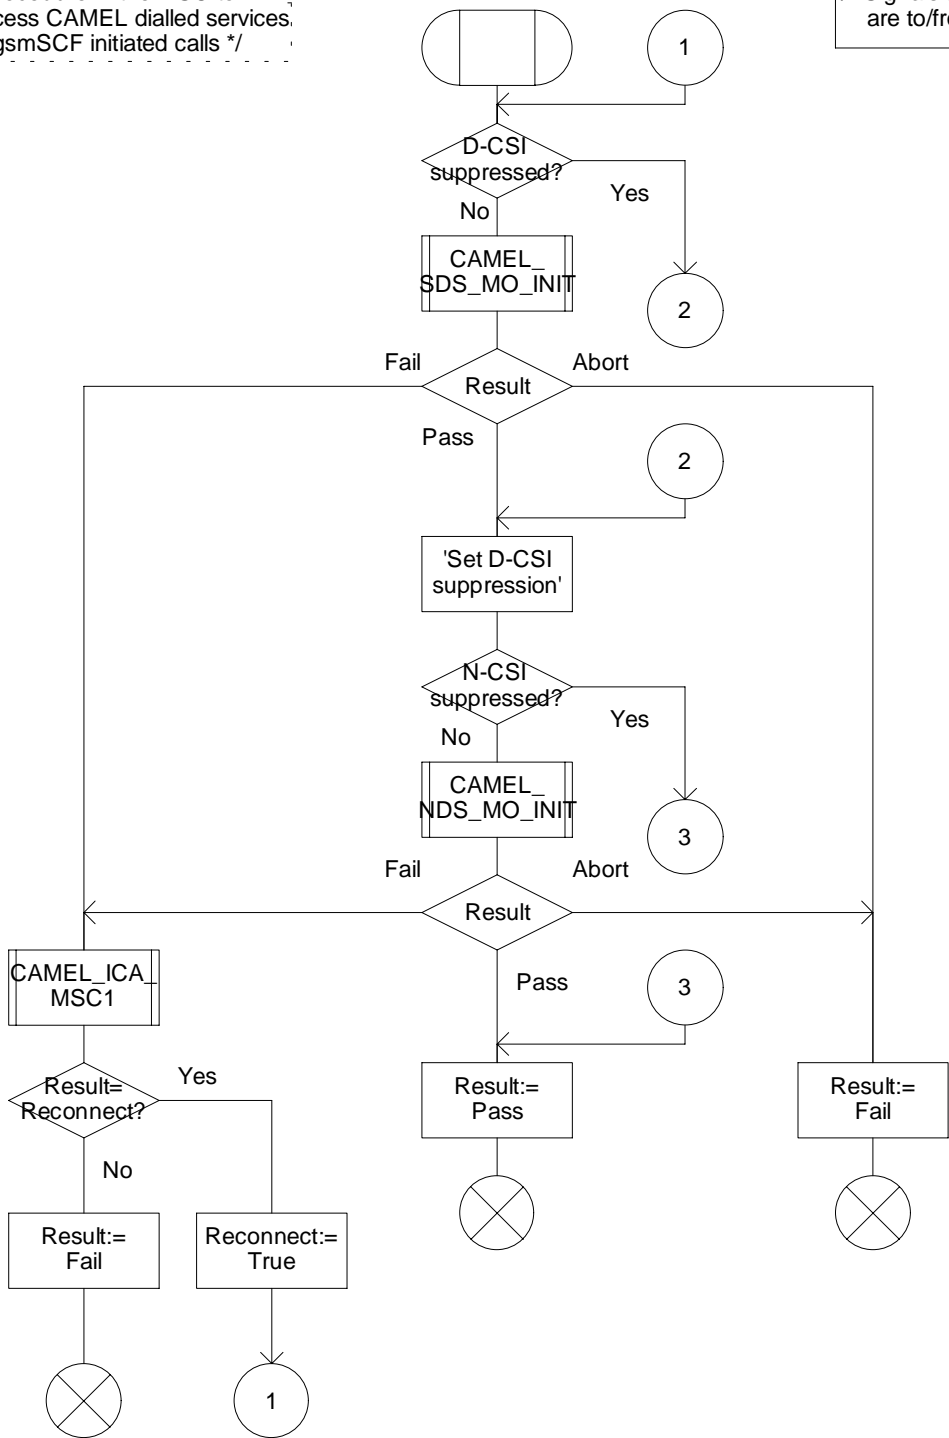 cess CAMEL dialled services.
gsmSCF initiated calls */
are to/fr
1
D-CSI
suppressed?
Yes
No
CAMEL_
SDS_MO_INIT
2
Fail
Result
Abort
Pass
2
'Set D-CSI
suppression'
N-CSI
suppressed?
Yes
No
CAMEL_
NDS_MO_INIT
3
Fail
Result
Abort
CAMEL_ICA_
MSC1
Pass
3
Result=
Reconnect?
Yes
Result:=
Pass
Result:=
Fail
No
Result:=
Fail
Reconnect:=
True
1